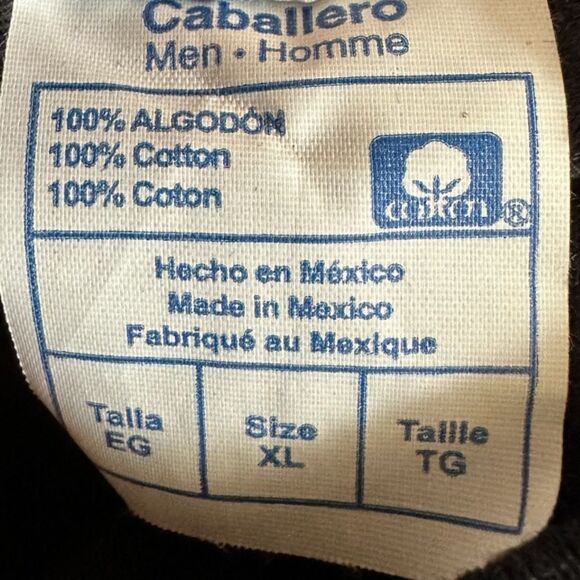 Caballero
Men • Homme
100% ALGODÓN
100% Cotton
100% Coton
cotton ®
Hecho en México
Made in Mexico
Fabriqué au Mexique
Talla
EG
Size
XL
Taille
TG